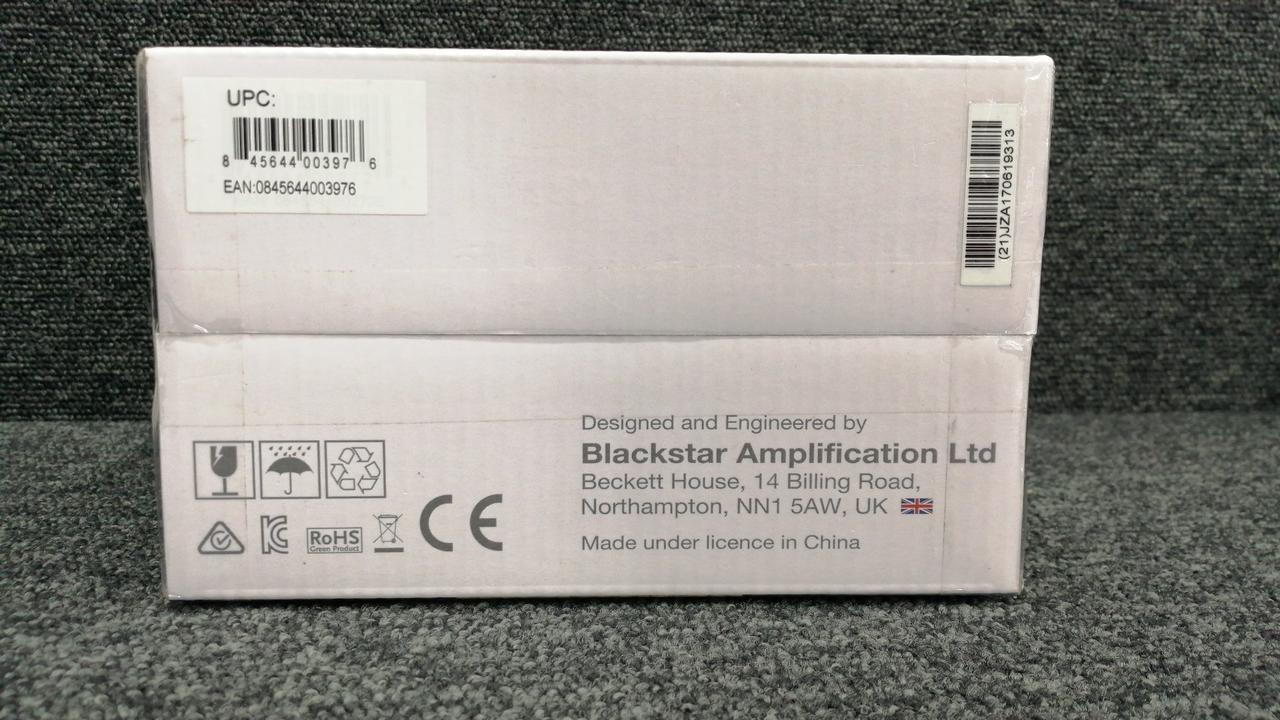 UPC:
8 45644 00397 6
EAN:0845644003976
(21)JZA170619313
Designed and Engineered by
Blackstar Amplification Ltd
Beckett House, 14 Billing Road,
Northampton, NN1 5AW, UK
Made under licence in China
RoHS
Green Product
CE